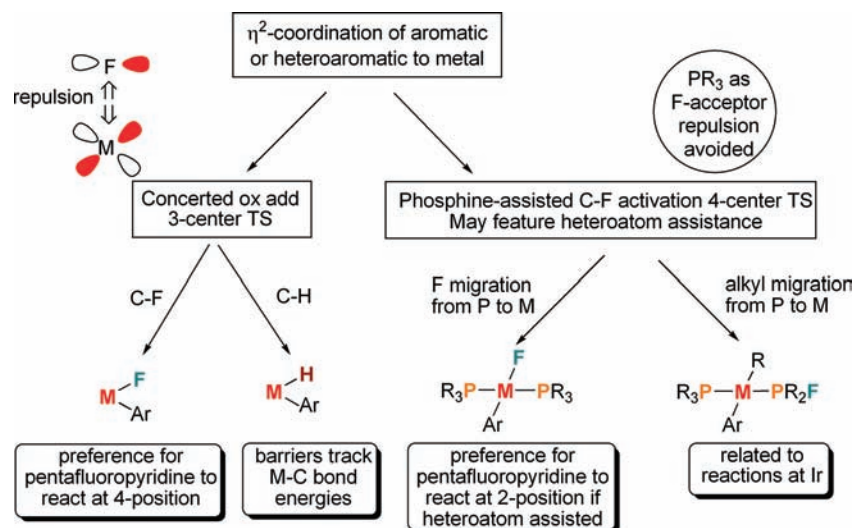 η²-coordination of aromatic
or heteroaromatic to metal
F
repulsion
M
PR₃ as
F-acceptor
repulsion
avoided
Concerted ox add
3-center TS
Phosphine-assisted C-F activation 4-center TS
May feature heteroatom assistance
C-F
C-H
F migration
from P to M
alkyl migration
from P to M
F
M
Ar
H
M
Ar
F
R₃P M PR₃
Ar
R
R₃P M PR₂F
Ar
preference for
pentafluoropyridine to
react at 4-position
barriers track
M-C bond
energies
preference for
pentafluoropyridine to
react at 2-position if
heteroatom assisted
related to
reactions at Ir